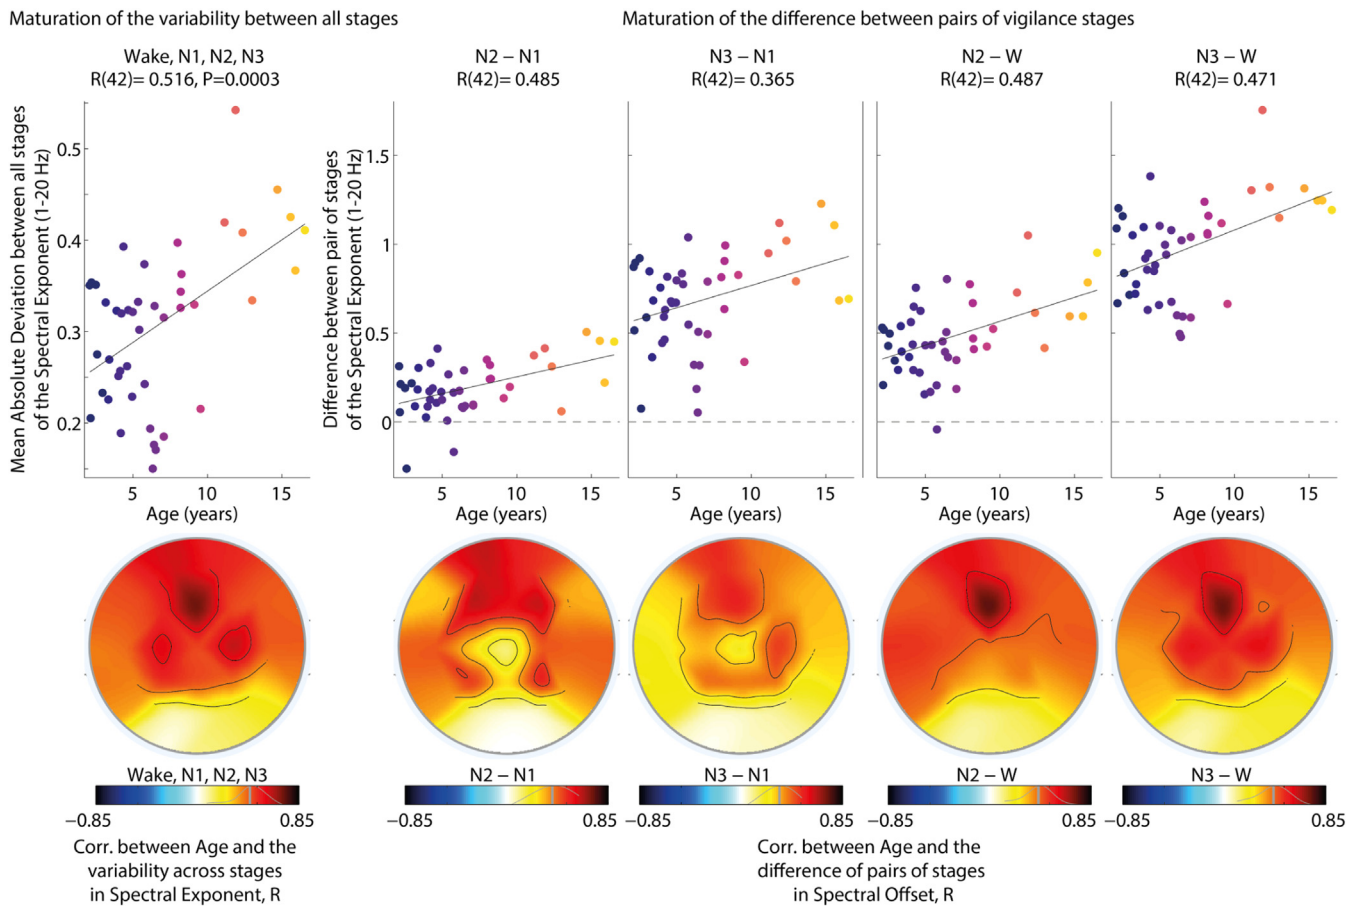 Maturation of the variability between all stages
Maturation of the difference between pairs of vigilance stages
Wake, N1, N2, N3
R(42)= 0.516, P=0.0003
N2 – N1
R(42)= 0.485
N3 – N1
R(42)= 0.365
N2 – W
R(42)= 0.487
N3 – W
R(42)= 0.471
Mean Absolute Deviation between all stages
of the Spectral Exponent (1-20 Hz)
0.5
0.4
0.3
0.2
Difference between pair of stages
of the Spectral Exponent (1-20 Hz)
1.5
1
0.5
0
5 10 15
5 10 15
5 10 15
5 10 15
5 10 15
Age (years)
Age (years)
Age (years)
Age (years)
Age (years)
Wake, N1, N2, N3
N2 – N1
N3 – N1
N2 – W
N3 – W
−0.85 0.85
−0.85 0.85
−0.85 0.85
−0.85 0.85
−0.85 0.85
Corr. between Age and the
variability across stages
in Spectral Exponent, R
Corr. between Age and the
difference of pairs of stages
in Spectral Offset, R